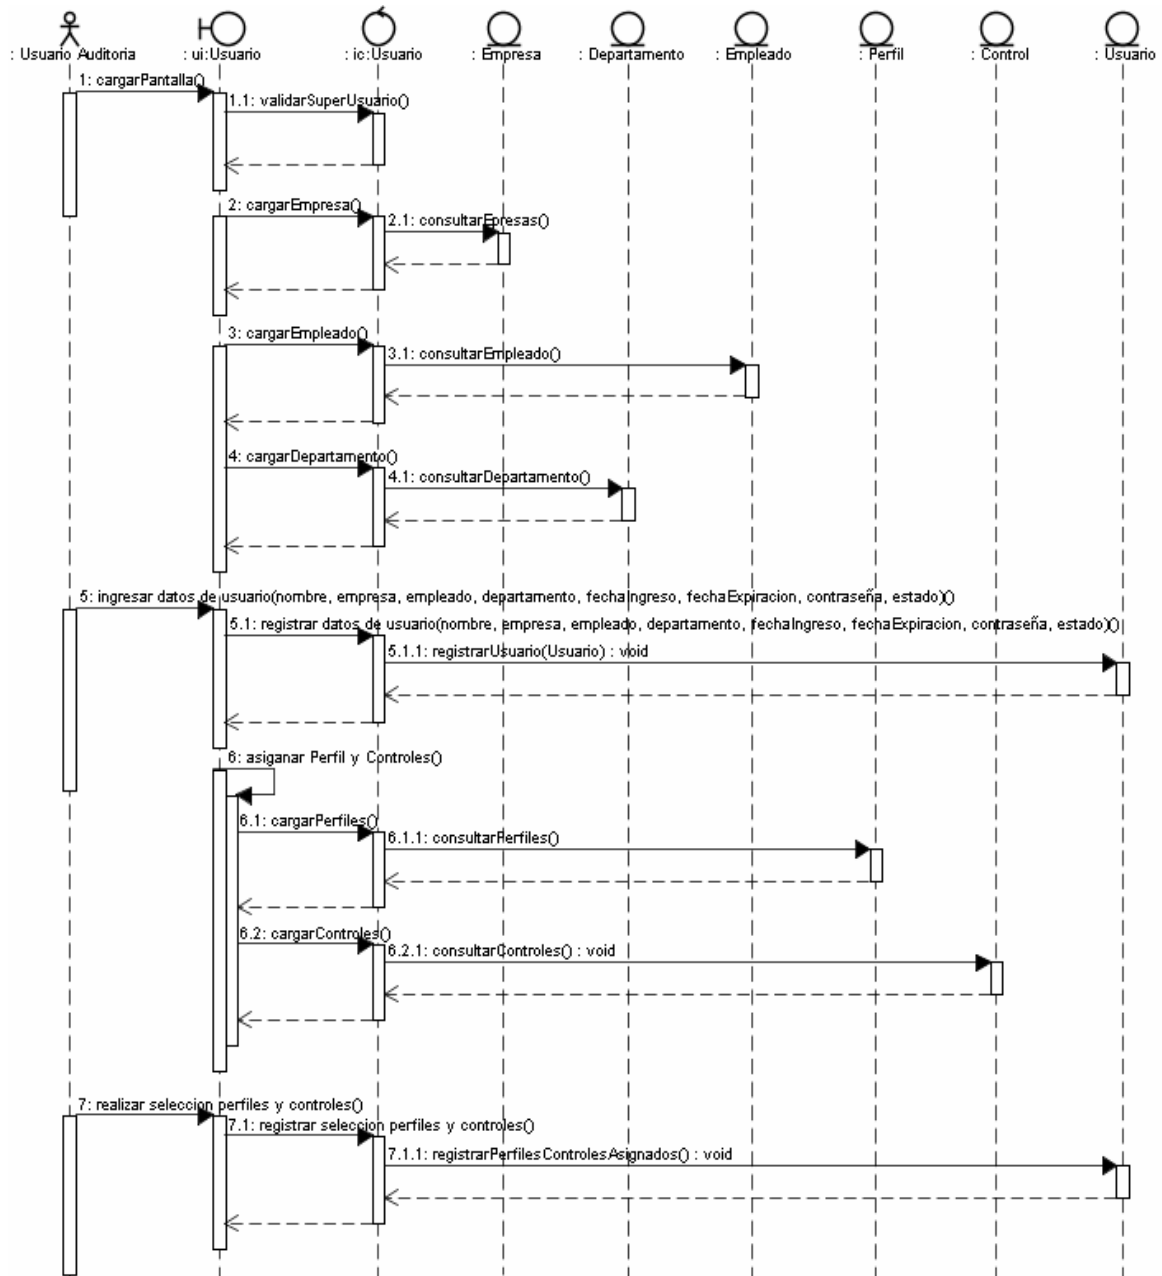 : Usuario Auditoria
: ui:Usuario
: ic:Usuario
: Empresa
: Departamento
: Empleado
: Perfil
: Control
: Usuario
1: cargarPantalla()
1.1: validarSuperUsuario()
2: cargarEmpresa()
2.1: consultarEpresas()
3: cargarEmpleado()
3.1: consultarEmpleado()
4: cargarDepartamento()
4.1: consultarDepartamento()
5: ingresar datos de usuario(nombre, empresa, empleado, departamento, fechaIngreso, fechaExpiracion, contraseña, estado)()
5.1: registrar datos de usuario(nombre, empresa, empleado, departamento, fechaIngreso, fechaExpiracion, contraseña, estado)()
5.1.1: registrarUsuario(Usuario) : void
6: asiganar Perfil y Controles()
6.1: cargarPerfiles()
6.1.1: consultarPerfiles()
6.2: cargarControles()
6.2.1: consultarControles() : void
7: realizar seleccion perfiles y controles()
7.1: registrar seleccion perfiles y controles()
7.1.1: registrarPerfilesControlesAsignados() : void